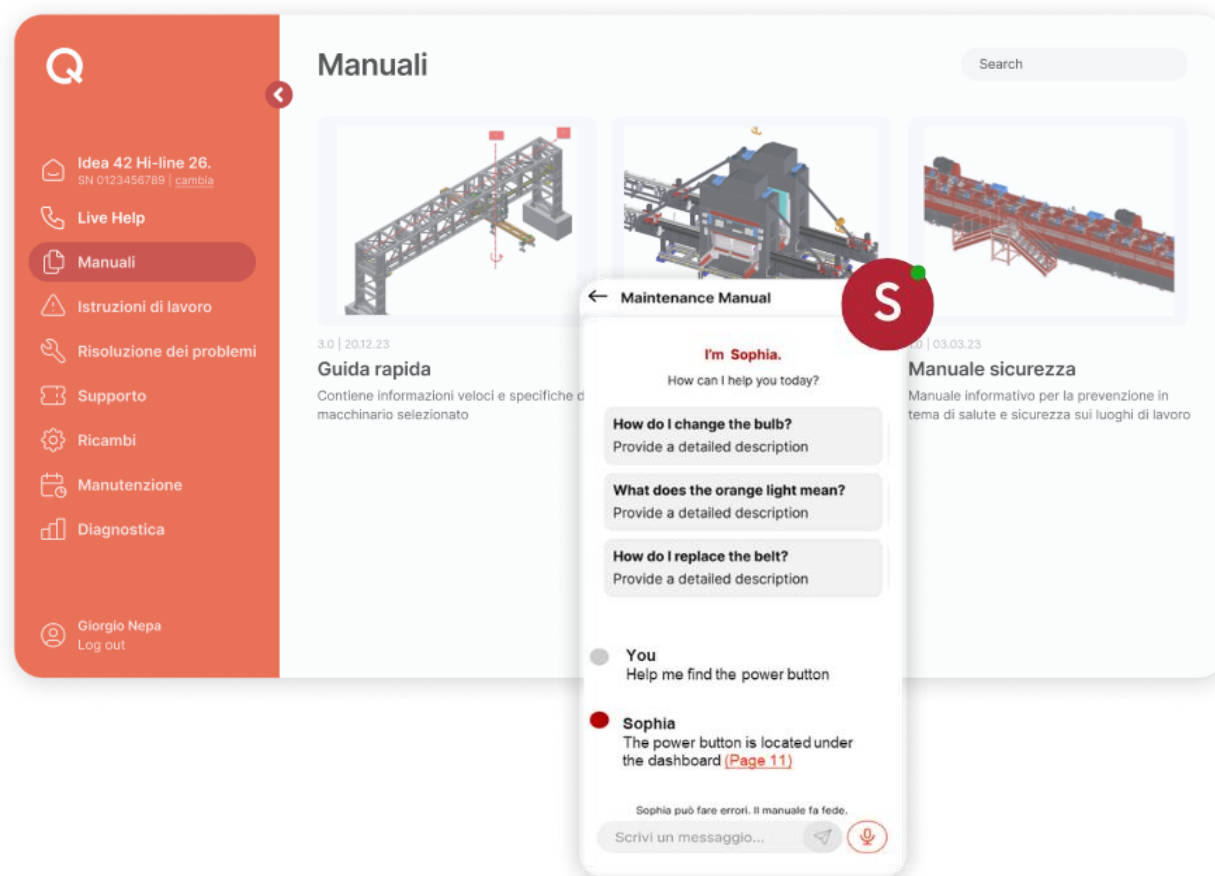 Q
Idea 42 Hi-line 26.
SN 0123456789 | cambia
Live Help
Manuali
Istruzioni di lavoro
Risoluzione dei problemi
Supporto
Ricambi
Manutenzione
Diagnostica
Giorgio Nepa
Log out
Manuali
Search
3.0 | 20.12.23
Guida rapida
Contiene informazioni veloci e specifiche d
macchinario selezionato
.0 | 03.03.23
Manuale sicurezza
Manuale informativo per la prevenzione in
tema di salute e sicurezza sui luoghi di lavoro
Maintenance Manual
S
I'm Sophia.
How can I help you today?
How do I change the bulb?
Provide a detailed description
What does the orange light mean?
Provide a detailed description
How do I replace the belt?
Provide a detailed description
You
Help me find the power button
Sophia
The power button is located under
the dashboard (Page 11)
Sophia può fare errori. Il manuale fa fede.
Scrivi un messaggio...